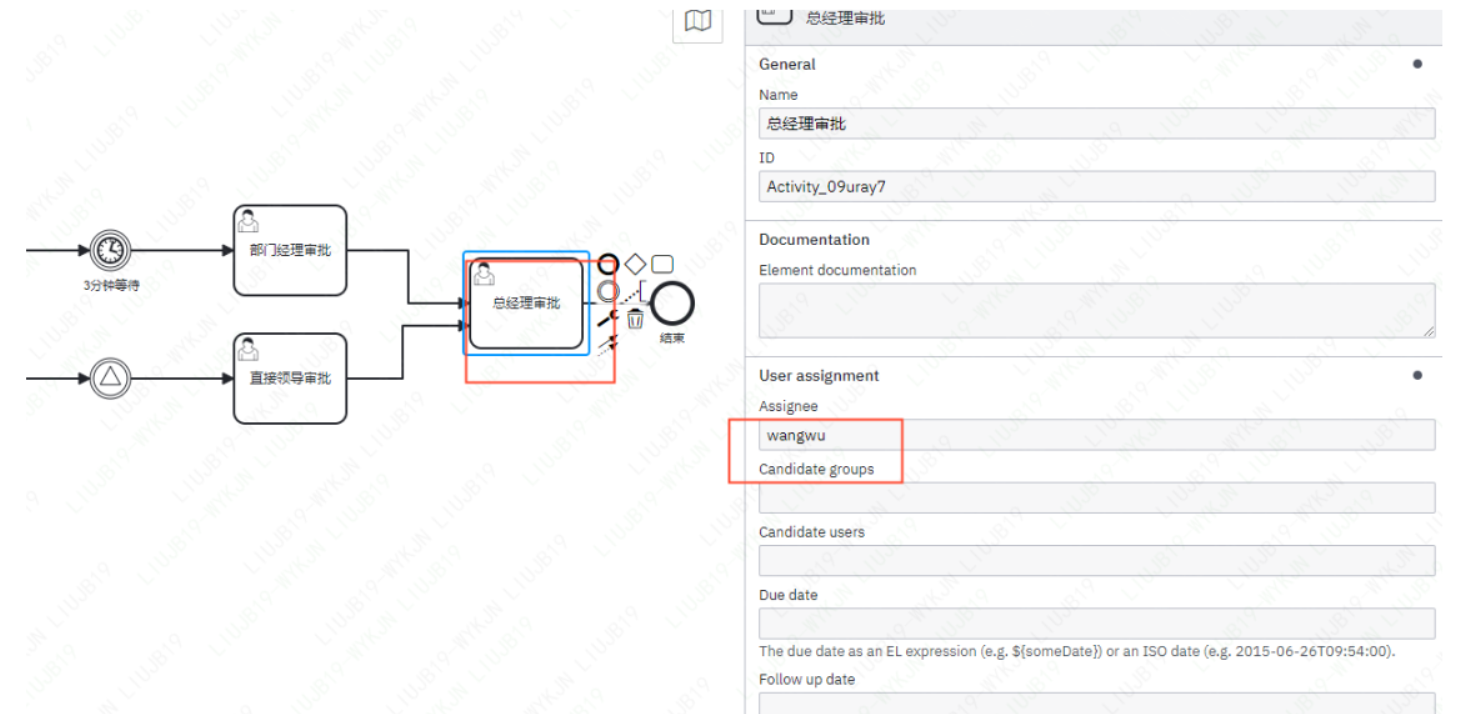 3分钟等待
部门经理审批
直接领导审批
总经理审批
结束
总经理审批
General
Name
总经理审批
ID
Activity_09uray7
Documentation
Element documentation
User assignment
Assignee
wangwu
Candidate groups
Candidate users
Due date
The due date as an EL expression (e.g. ${someDate}) or an ISO date (e.g. 2015-06-26T09:54:00).
Follow up date